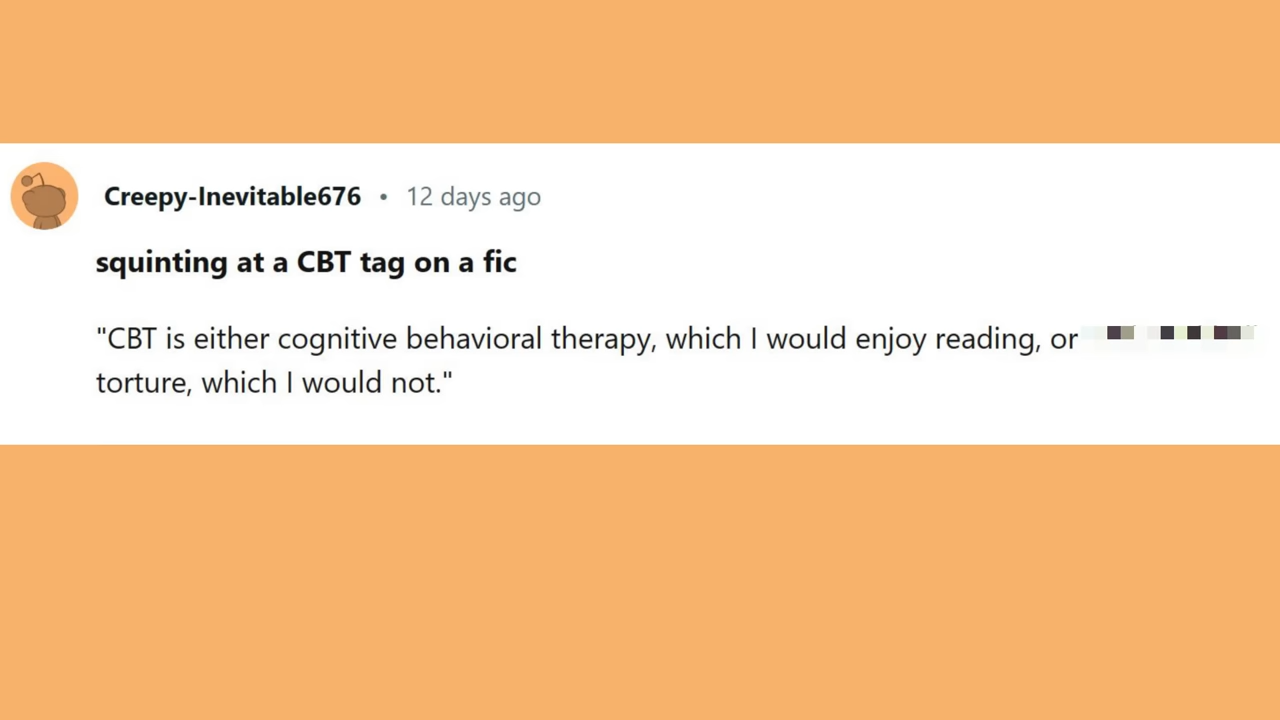 Creepy-Inevitable676 • 12 days ago
squinting at a CBT tag on a fic
"CBT is either cognitive behavioral therapy, which I would enjoy reading, or
torture, which I would not."